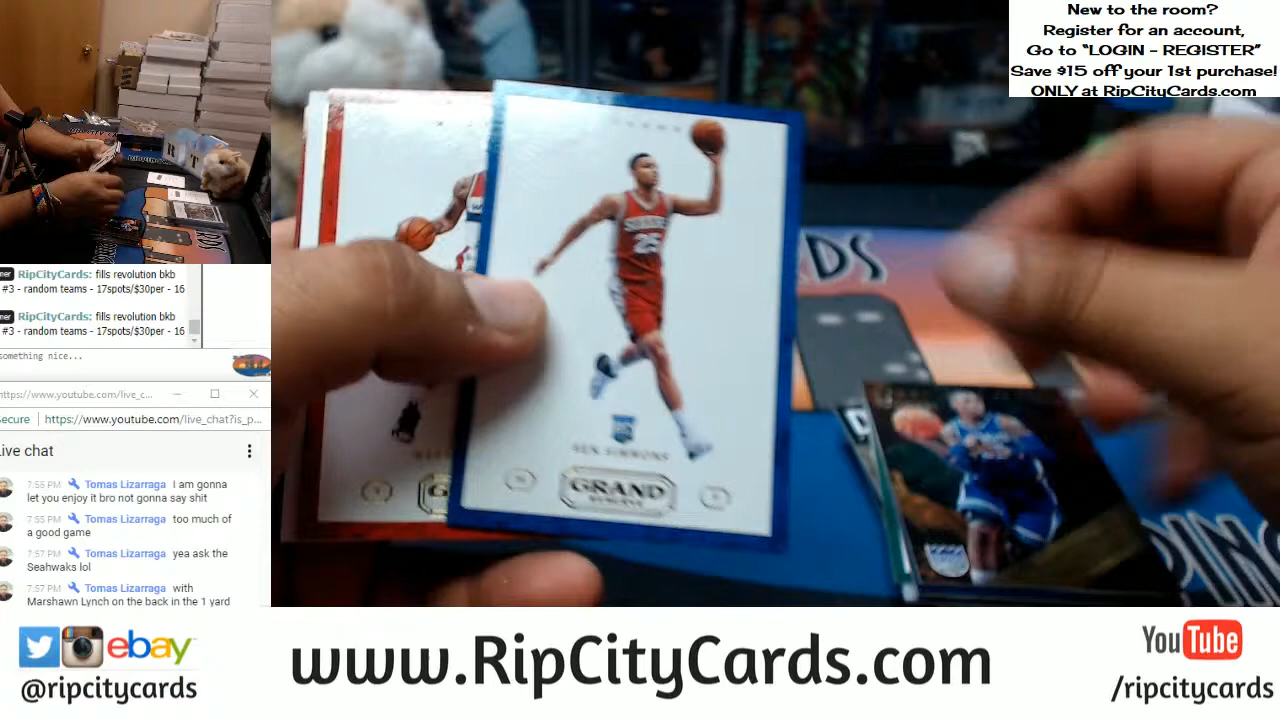 New to the room?
Register for an account,
Go to “LOGIN - REGISTER”
Save $15 off your 1st purchase!
ONLY at RipCityCards.com
RipCityCards: fills revolution bkb
#3 - random teams - 17spots/$30per - 16
RipCityCards: fills revolution bkb
#3 - random teams - 17spots/$30per - 16
something nice...
https://www.youtube.com/live_c...
ecure https://www.youtube.com/live_chat?is_p...
Live chat
7:55 PM Tomas Lizarraga I am gonna
let you enjoy it bro not gonna say shit
7:55 PM Tomas Lizarraga too much of
a good game
7:57 PM Tomas Lizarraga yea ask the
Seahwaks lol
7:57 PM Tomas Lizarraga with
Marshawn Lynch on the back in the 1 yard
25
BEN SIMMONS
GRAND
RESERVE
G
RDS
PING
ebay
@ripcitycards
www.RipCityCards.com
YouTube
/ripcitycards